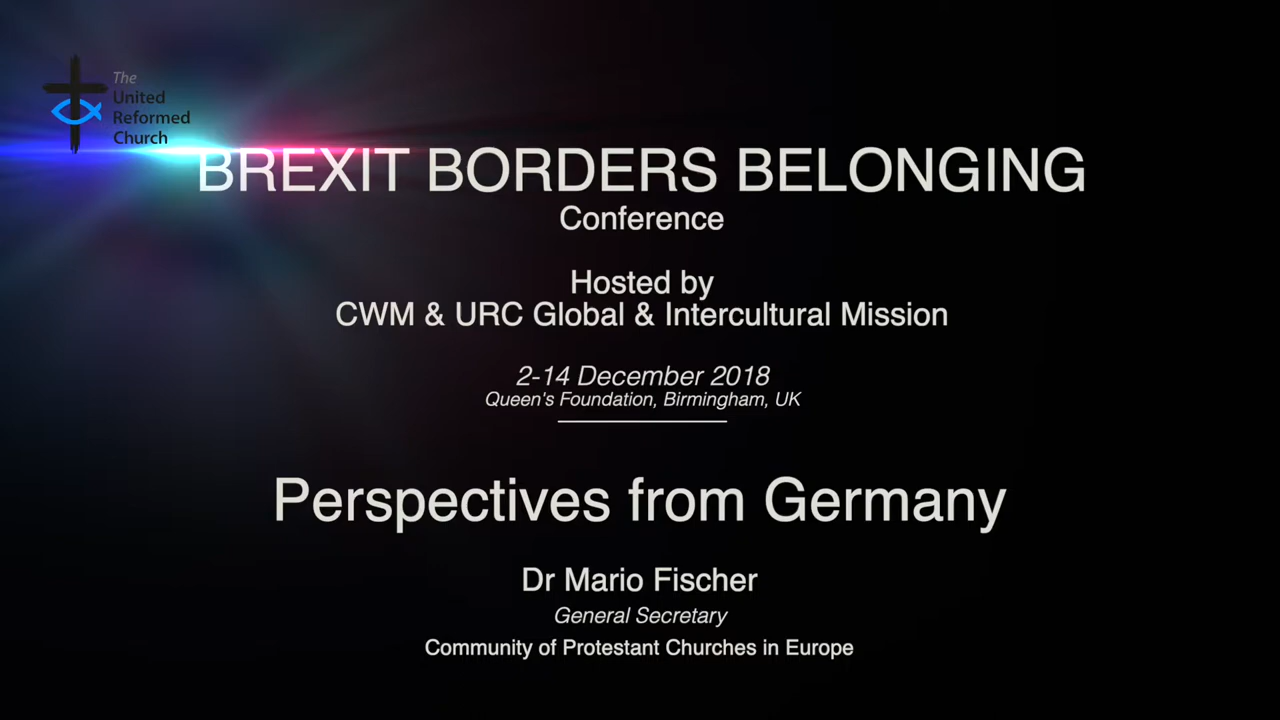 The
United
Reformed
Church
BREXIT BORDERS BELONGING
Conference
Hosted by
CWM & URC Global & Intercultural Mission
2-14 December 2018
Queen's Foundation, Birmingham, UK
Perspectives from Germany
Dr Mario Fischer
General Secretary
Community of Protestant Churches in Europe